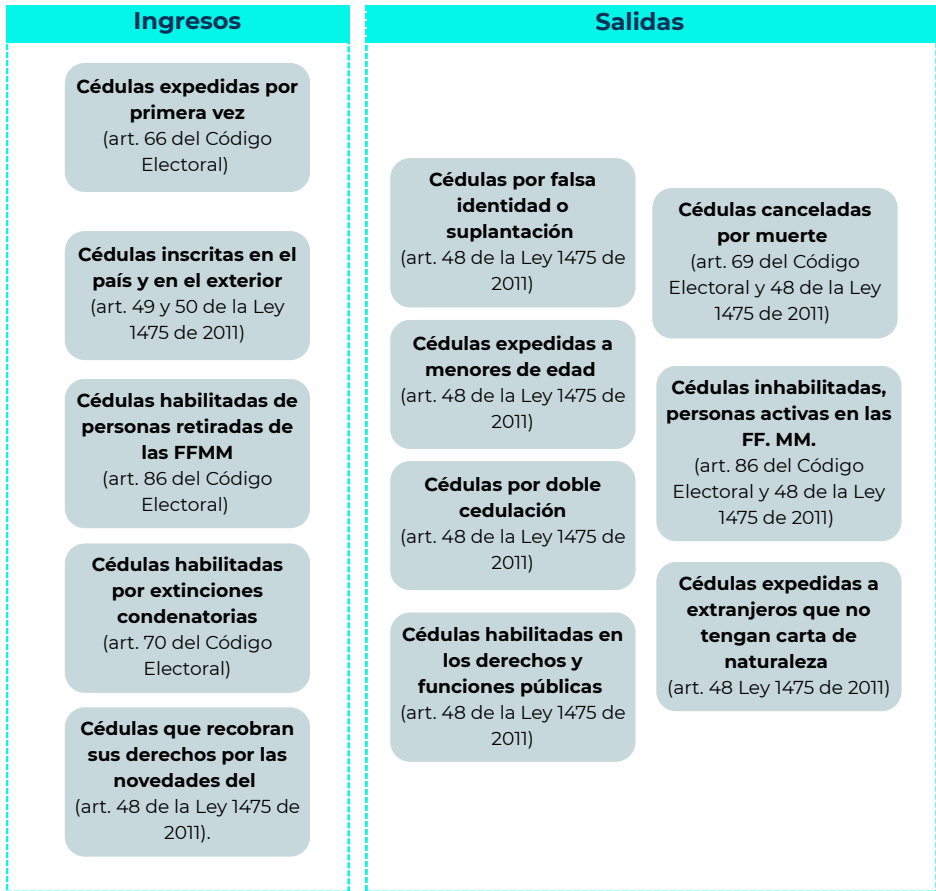 Ingresos
Cédulas expedidas por
primera vez
(art. 66 del Código
Electoral)
Cédulas inscritas en el
país y en el exterior
(art. 49 y 50 de la Ley
1475 de 2011)
Cédulas habilitadas de
personas retiradas de
las FFMM
(art. 86 del Código
Electoral)
Cédulas habilitadas
por extinciones
condenatorias
(art. 70 del Código
Electoral)
Cédulas que recobran
sus derechos por las
novedades del
(art. 48 de la Ley 1475 de
2011).
Salidas
Cédulas por falsa
identidad o
suplantación
(art. 48 de la Ley 1475 de
2011)
Cédulas expedidas a
menores de edad
(art. 48 de la Ley 1475 de
2011)
Cédulas por doble
cedulación
(art. 48 de la Ley 1475 de
2011)
Cédulas habilitadas en
los derechos y
funciones públicas
(art. 48 de la Ley 1475 de
2011)
Cédulas canceladas
por muerte
(art. 69 del Código
Electoral y 48 de la Ley
1475 de 2011)
Cédulas inhabilitadas,
personas activas en las
FF. MM.
(art. 86 del Código
Electoral y 48 de la Ley
1475 de 2011)
Cédulas expedidas a
extranjeros que no
tengan carta de
naturaleza
(art. 48 Ley 1475 de 2011)